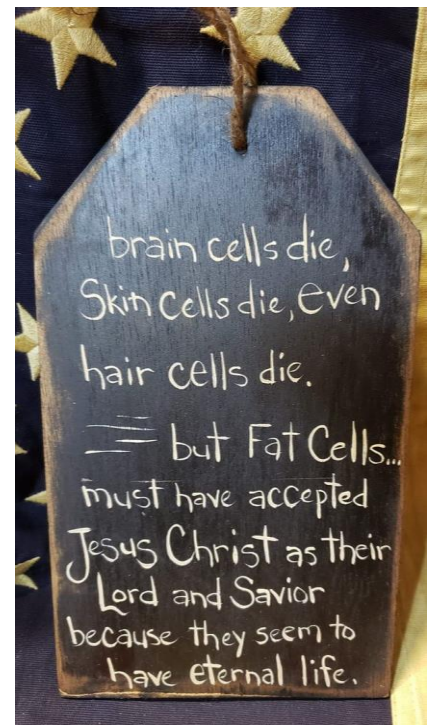 brain cells die,
Skin cells die, even
hair cells die.
but Fat Cells...
must have accepted
Jesus Christ as their
Lord and Savior
because they seem to
have eternal life.